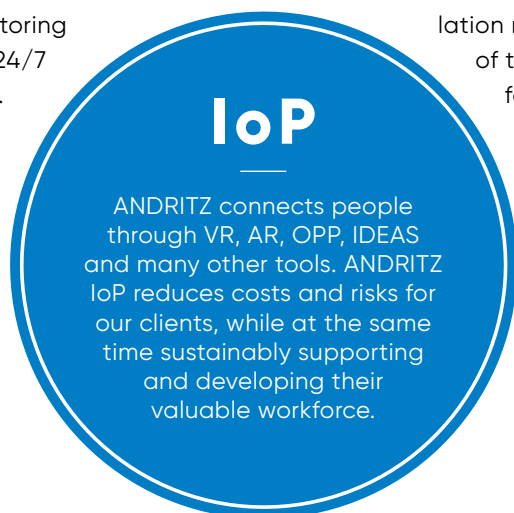 toring
24/7
.
lation
of t
f
IoP
ANDRITZ connects people
through VR, AR, OPP, IDEAS
and many other tools. ANDRITZ
IoP reduces costs and risks for
our clients, while at the same
time sustainably supporting
and developing their
valuable workforce.